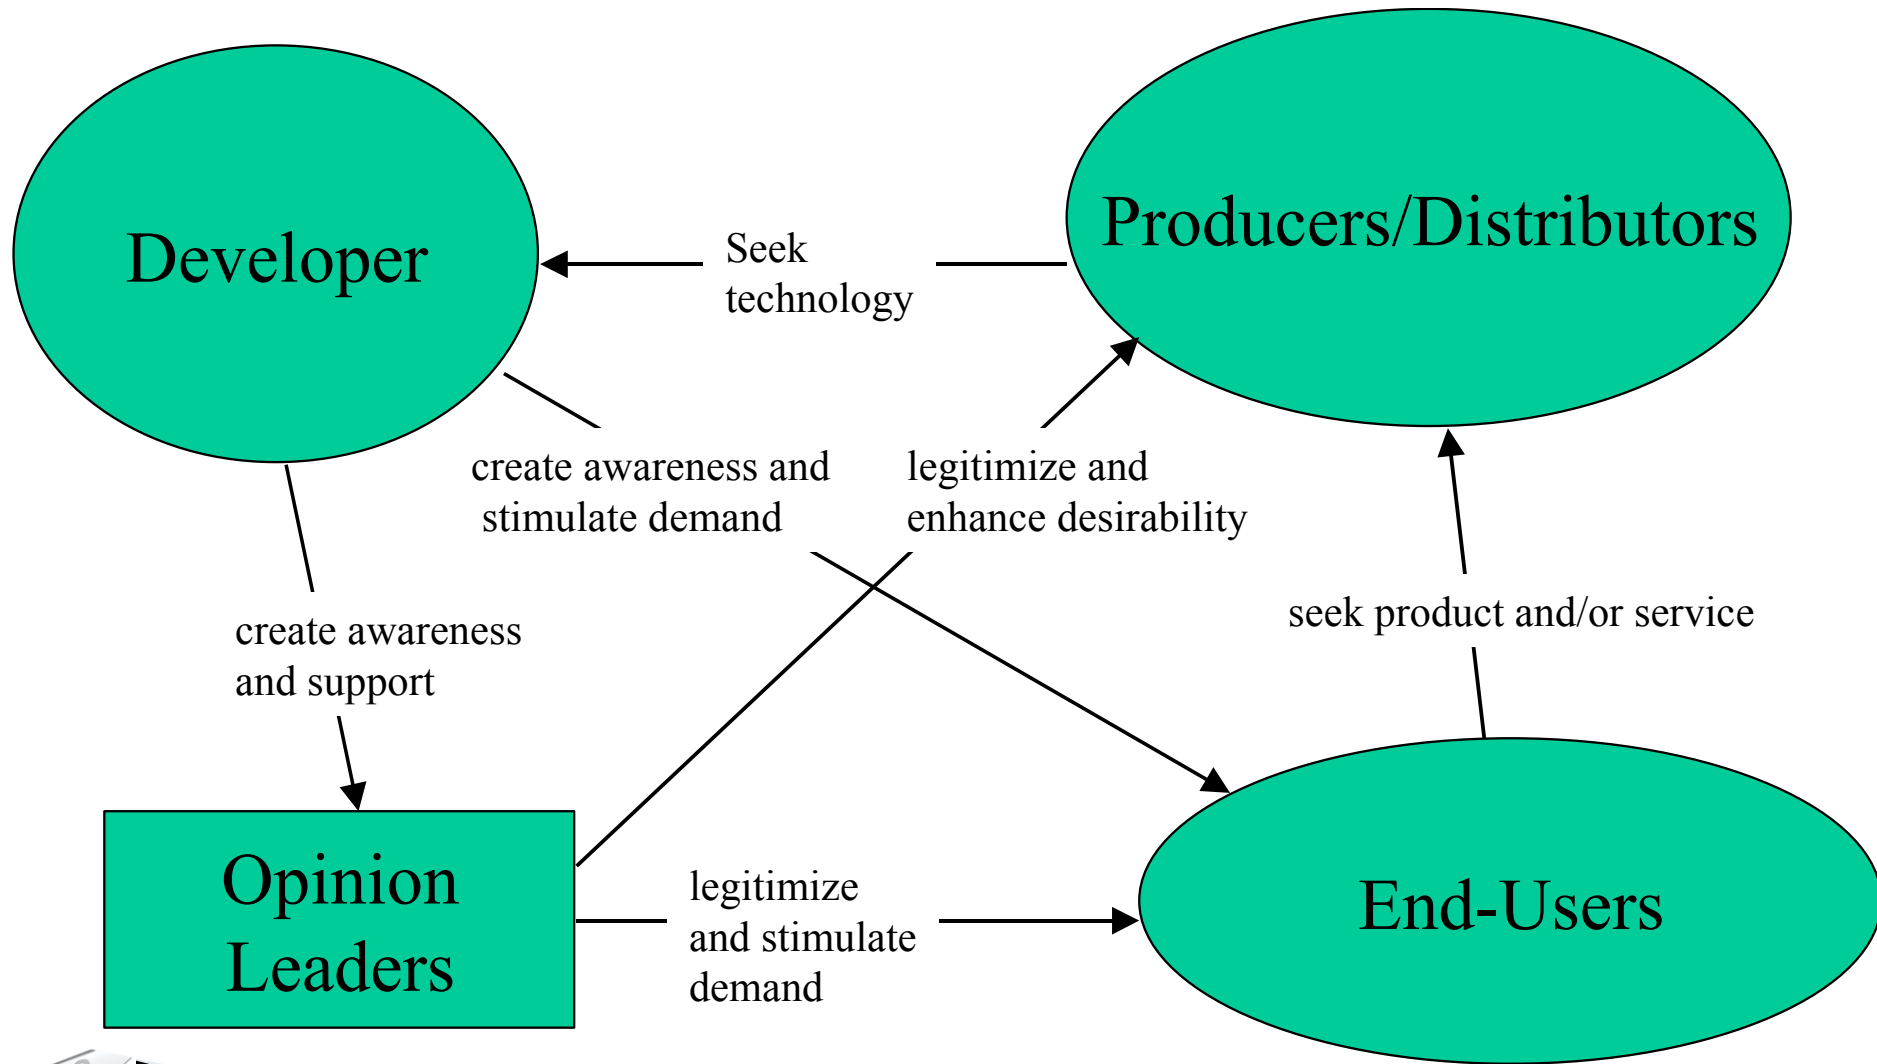 Developer
Producers/Distributors
Seek
technology
create awareness and
stimulate demand
legitimize and
enhance desirability
create awareness
and support
seek product and/or service
Opinion
Leaders
legitimize
and stimulate
demand
End-Users